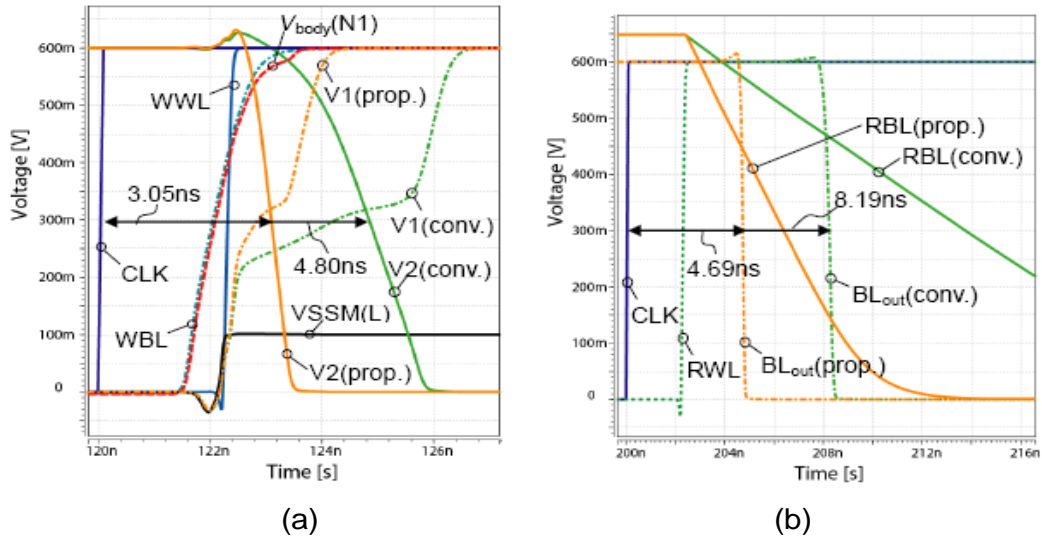 600m
500m
400m
300m
200m
100m
0
Voltage [V]
V_body(N1)
WWL
V1(prop.)
3.05ns
V1(conv.)
4.80ns
CLK
V2(conv.)
VSSM(L)
WBL
V2(prop.)
120n
122n
124n
126n
Time [s]
(a)
600m
500m
400m
300m
200m
100m
0
Voltage [V]
RBL(prop.)
RBL(conv.)
8.19ns
4.69ns
CLK
BLout(conv.)
RWL
BLout(prop.)
200n
204n
208n
212n
216n
Time [s]
(b)